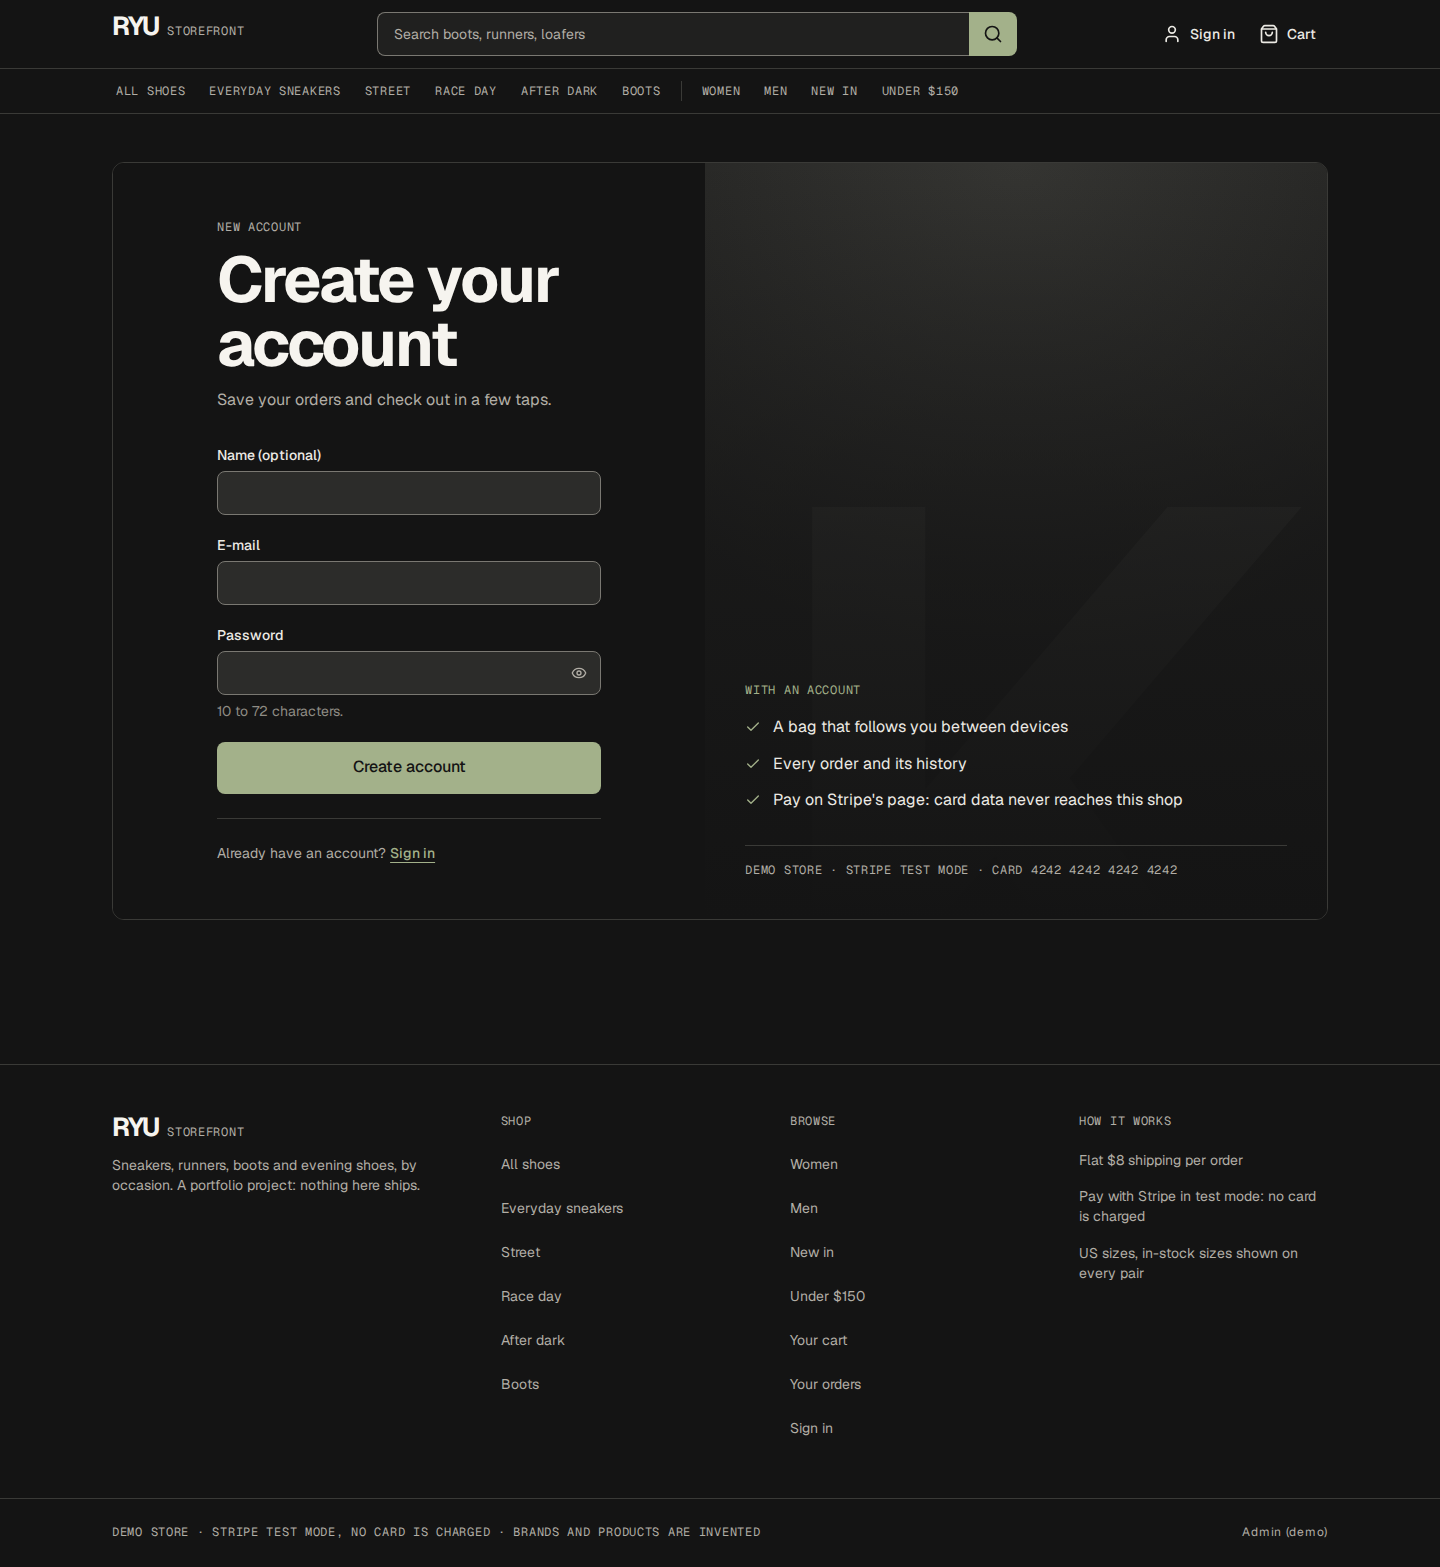 RYU STOREFRONT
Search boots, runners, loafers
Sign in
Cart
ALL SHOES
EVERYDAY SNEAKERS
STREET
RACE DAY
AFTER DARK
BOOTS
WOMEN
MEN
NEW IN
UNDER $150
NEW ACCOUNT
Create your
account
Save your orders and check out in a few taps.
Name (optional)
E-mail
Password
10 to 72 characters.
Create account
Already have an account? Sign in
WITH AN ACCOUNT
A bag that follows you between devices
Every order and its history
Pay on Stripe's page: card data never reaches this shop
DEMO STORE · STRIPE TEST MODE · CARD 4242 4242 4242 4242
RYU STOREFRONT
Sneakers, runners, boots and evening shoes, by
occasion. A portfolio project: nothing here ships.
SHOP
All shoes
Everyday sneakers
Street
Race day
After dark
Boots
BROWSE
Women
Men
New in
Under $150
Your cart
Your orders
Sign in
HOW IT WORKS
Flat $8 shipping per order
Pay with Stripe in test mode: no card
is charged
US sizes, in-stock sizes shown on
every pair
DEMO STORE · STRIPE TEST MODE, NO CARD IS CHARGED · BRANDS AND PRODUCTS ARE INVENTED
Admin (demo)